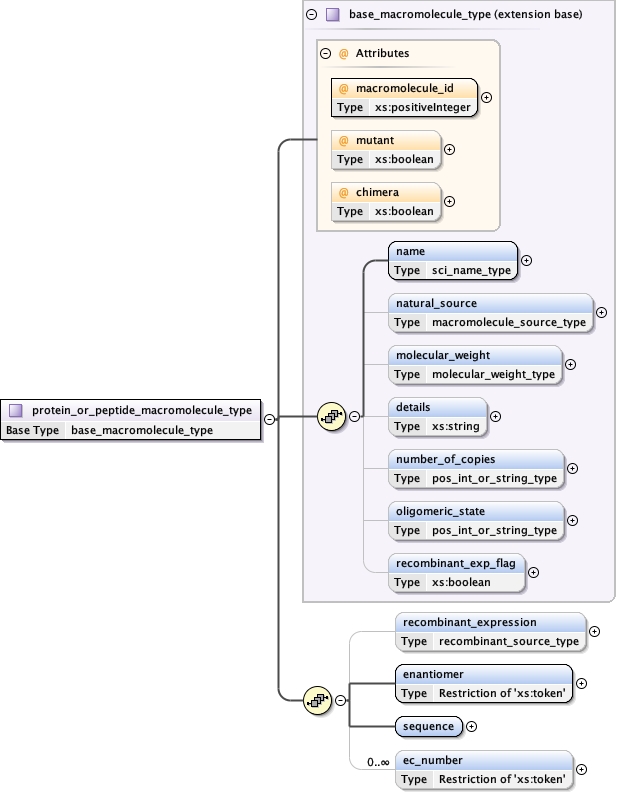 base_macromolecule_type (extension base)
@ Attributes
@ macromolecule_id
Type xs:positiveInteger
@ mutant
Type xs:boolean
@ chimera
Type xs:boolean
name
Type sci_name_type
natural_source
Type macromolecule_source_type
molecular_weight
Type molecular_weight_type
protein_or_peptide_macromolecule_type
Base Type base_macromolecule_type
details
Type xs:string
number_of_copies
Type pos_int_or_string_type
oligomeric_state
Type pos_int_or_string_type
recombinant_exp_flag
Type xs:boolean
recombinant_expression
Type recombinant_source_type
enantiomer
Type Restriction of 'xs:token'
sequence
0..∞ ec_number
Type Restriction of 'xs:token'